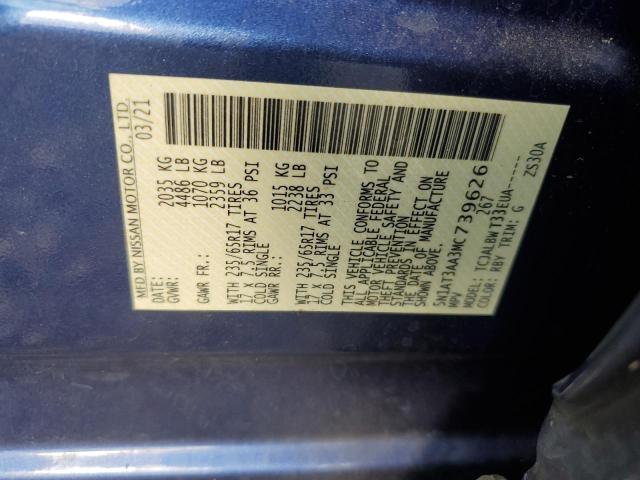 MFD BY NISSAN MOTOR CO., LTD.
DATE: 03/21
GVWR: 2035 KG
4486 LB
GAWR FR: 1070 KG
2359 LB
WITH 235/65R17 TIRES
17 X 7.5 RIMS AT 36 PSI
COLD SINGLE
GAWR RR: 1015 KG
2238 LB
WITH 235/65R17 TIRES
17 X 7.5 RIMS AT 33 PSI
COLD SINGLE
THIS VEHICLE CONFORMS TO
ALL APPLICABLE FEDERAL
MOTOR VEHICLE SAFETY AND
THEFT PREVENTION
STANDARDS IN EFFECT ON
THE DATE OF MANUFACTURE
SHOWN ABOVE.
5N1AT3AA3MC739626
MPV 267
MODEL: TCJALBWT33EUA------
COLOR: RBY TRIM: G ZS30A